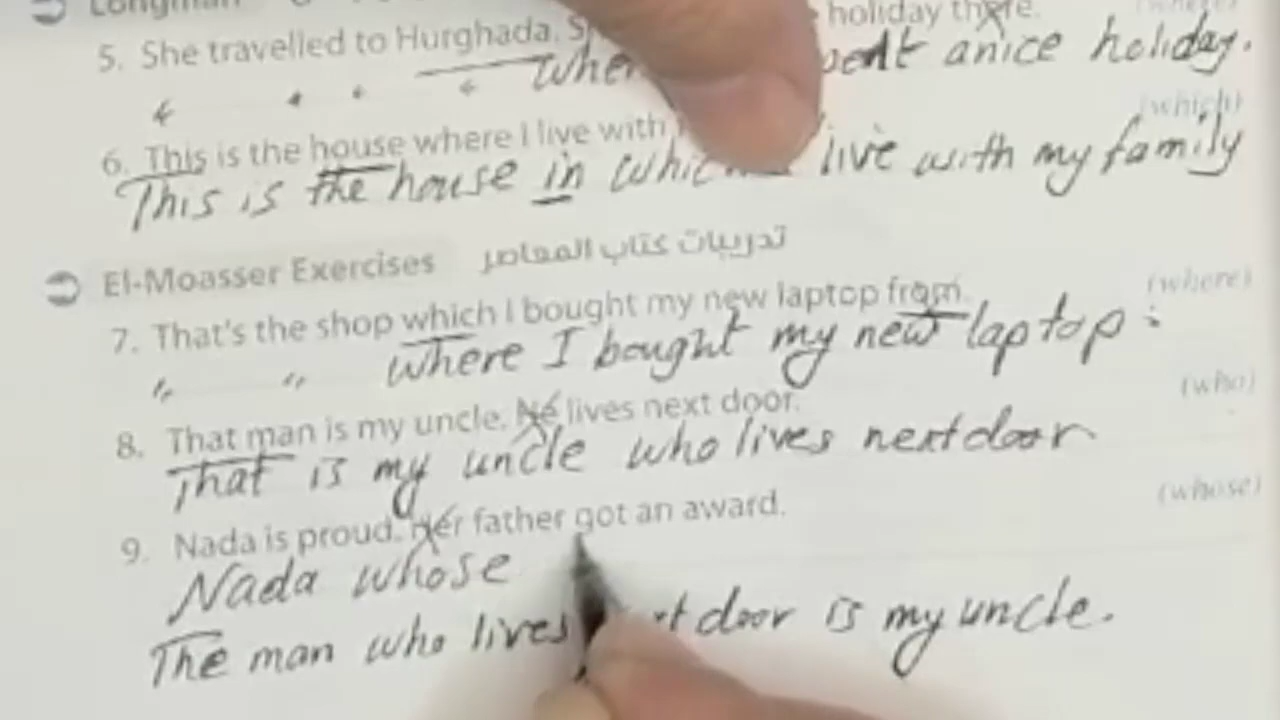 Longman
5. She travelled to Hurghada. holiday there.
bent a nice holiday.
(which)
6. This is the house where I live with
This is the house in which live with my family
El-Moasser Exercises تدريبات كتاب المعاصر
7. That's the shop which I bought my new laptop from. (where)
" " where I bought my new laptop.
8. That man is my uncle. He lives next door. (who)
That is my uncle who lives next door
9. Nada is proud. Her father got an award. (whose)
Nada whose
The man who lives door is my uncle.